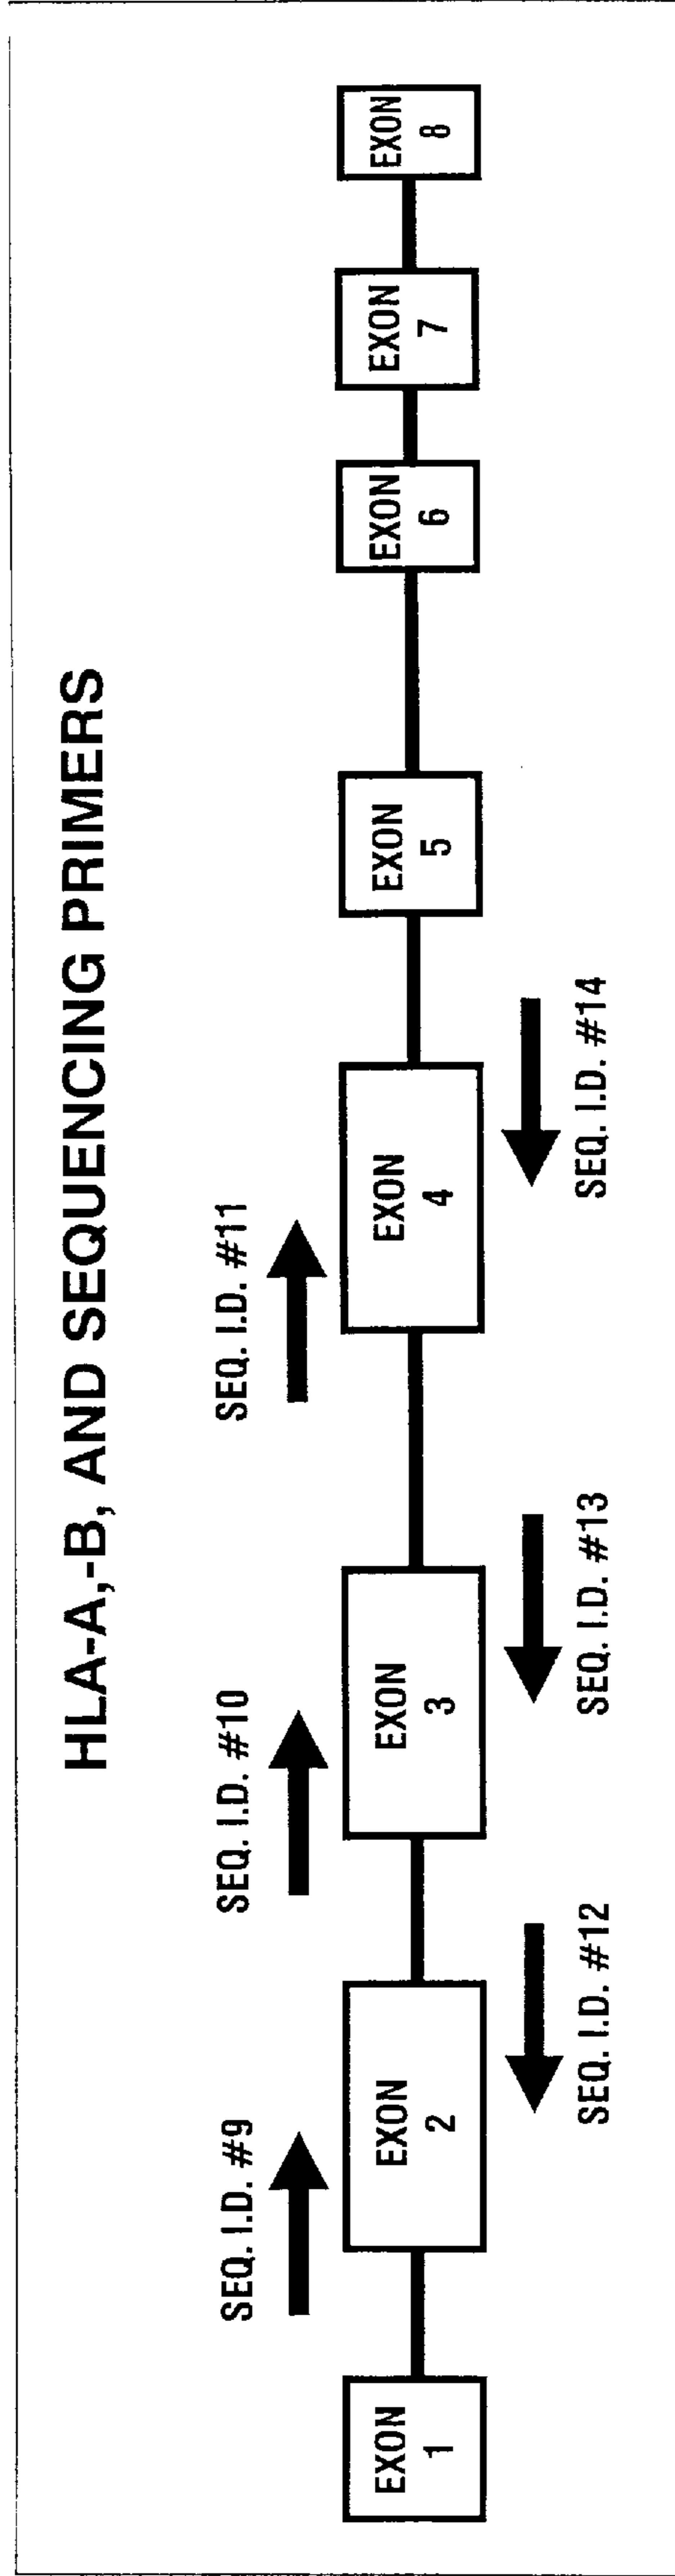 HLA-A,-B, AND SEQUENCING PRIMERS
SEQ. I.D. #9
SEQ. I.D. #10
SEQ. I.D. #11
EXON
1
EXON
2
EXON
3
EXON
4
EXON
5
EXON
6
EXON
7
EXON
8
SEQ. I.D. #12
SEQ. I.D. #13
SEQ. I.D. #14